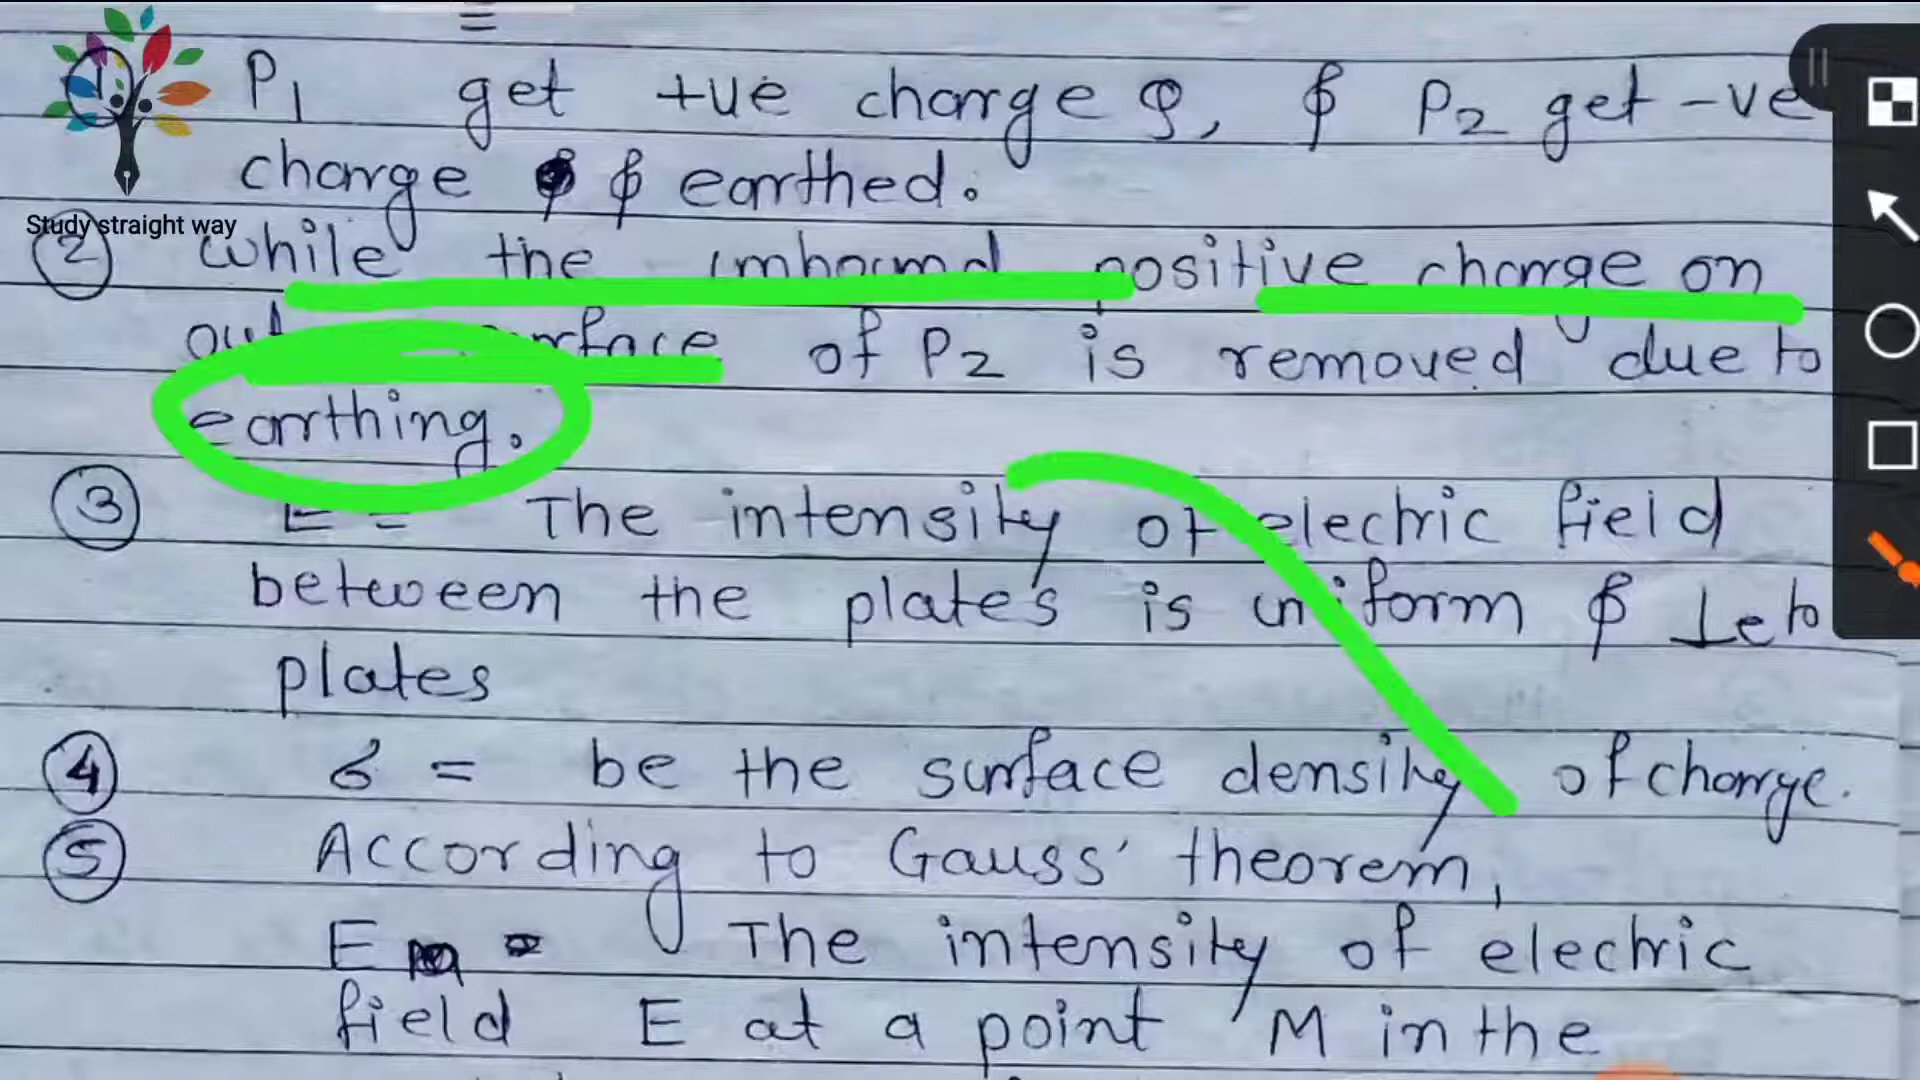 ① P1 get +ve charge Q, & P2 get -ve
charge & earthed.
Study straight way
② while the unbound positive charge on
surface of P2 is removed due to
earthing.
③ E = The intensity of electric field
between the plates is uniform & ⊥e to
plates
④ σ = be the surface density of charge.
⑤ According to Gauss' theorem,
E = The intensity of electric
field E at a point M in the